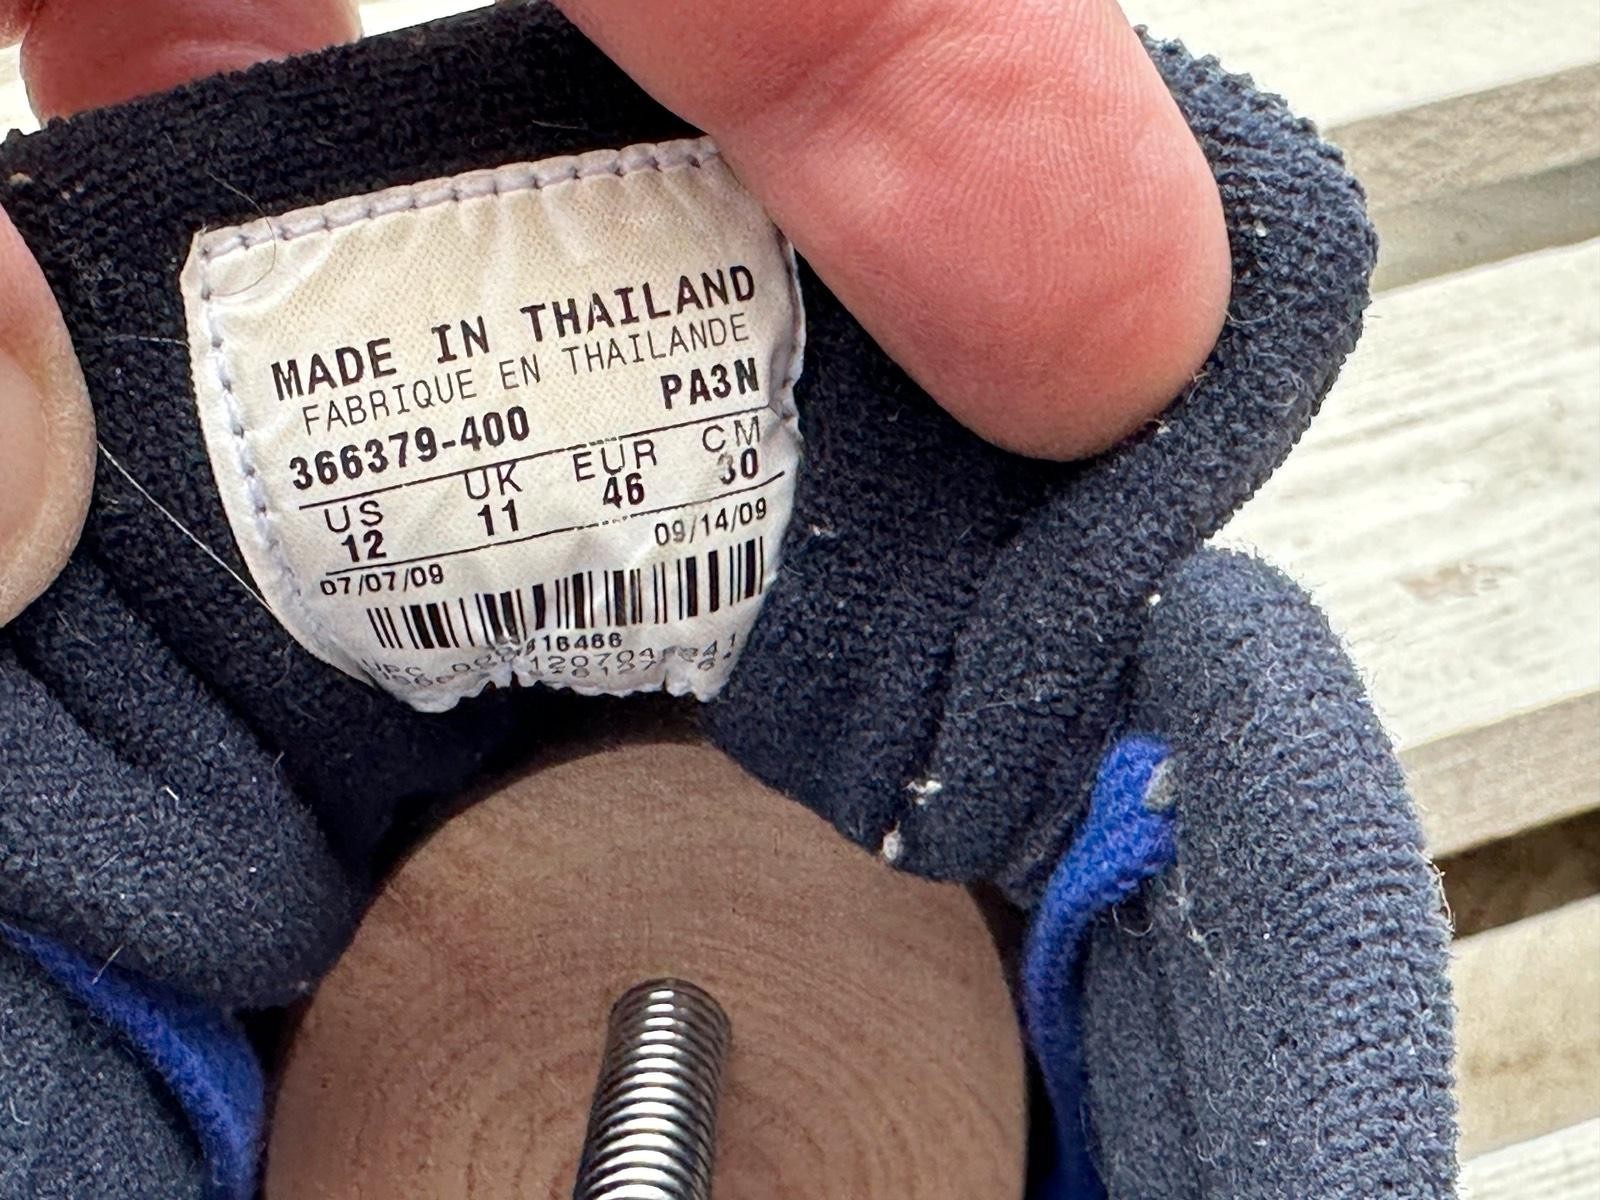 MADE IN THAILAND
FABRIQUE EN THAILANDE
366379-400 PA3N
US UK EUR CM
12 11 46 30
07/07/09 09/14/09
UPC